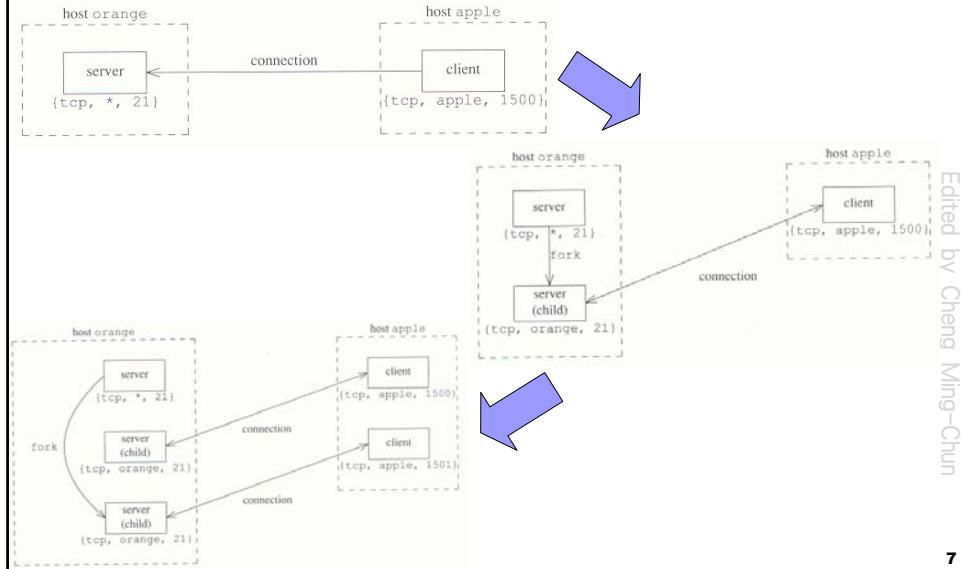 host orange
host apple
server
connection
client
{tcp, *, 21}
{tcp, apple, 1500}
host orange
host apple
server
{tcp, *, 21}
fork
server
(child)
{tcp, orange, 21}
client
{tcp, apple, 1500}
connection
host orange
host apple
server
{tcp, *, 21}
fork
server
(child)
{tcp, orange, 21}
server
(child)
{tcp, orange, 21}
client
{tcp, apple, 1500}
connection
client
{tcp, apple, 1501}
connection
Edited by Cheng Ming-Chun
7